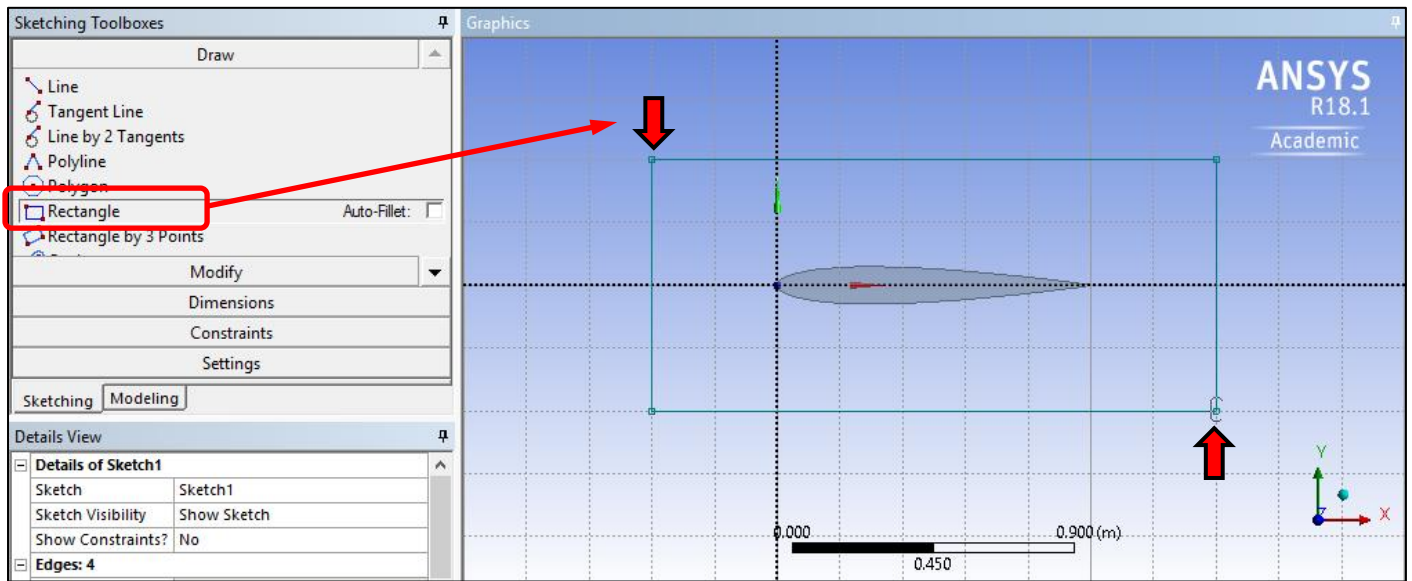 Sketching Toolboxes
Draw
Line
Tangent Line
Line by 2 Tangents
Polyline
Polygon
Rectangle Auto-Fillet:
Rectangle by 3 Points
Modify
Dimensions
Constraints
Settings
Sketching Modeling
Details View
Details of Sketch1
Sketch Sketch1
Sketch Visibility Show Sketch
Show Constraints? No
Edges: 4
Graphics
ANSYS
R18.1
Academic
C
0.000 0.900 (m)
0.450
Y
Z X